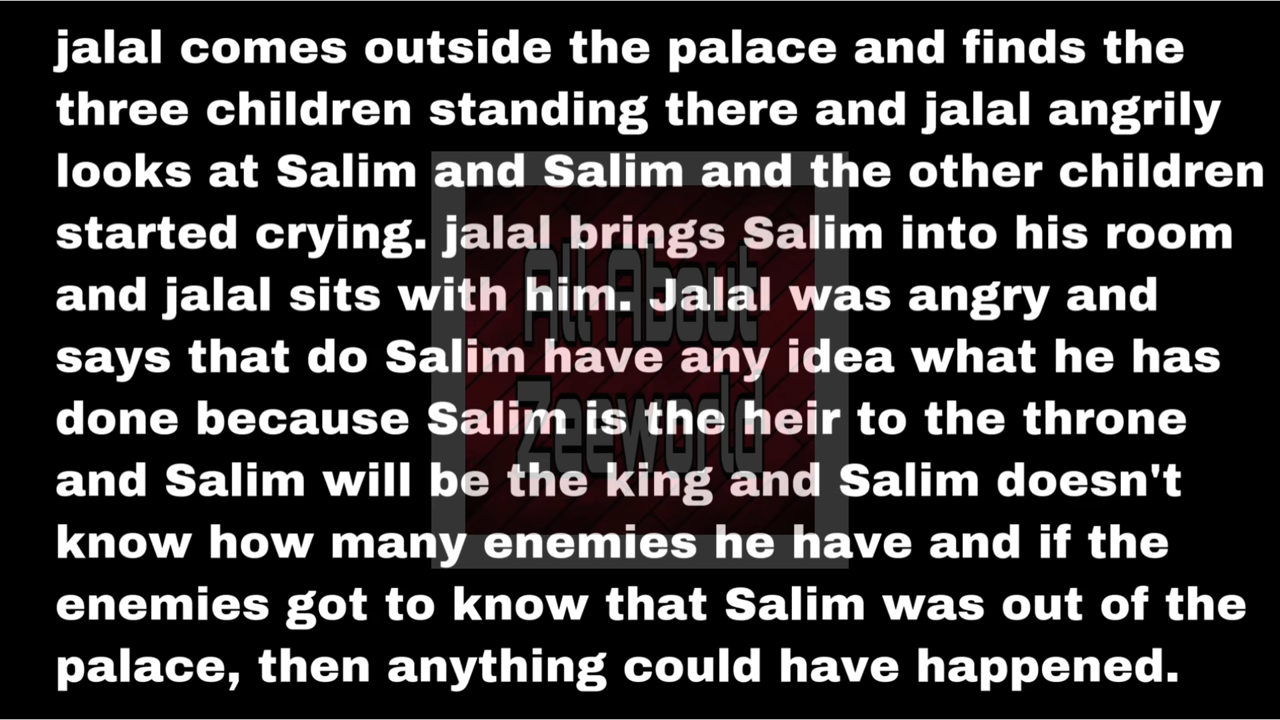 jalal comes outside the palace and finds the
three children standing there and jalal angrily
looks at Salim and Salim and the other children
started crying. jalal brings Salim into his room
and jalal sits with him. Jalal was angry and
says that do Salim have any idea what he has
done because Salim is the heir to the throne
and Salim will be the king and Salim doesn't
know how many enemies he have and if the
enemies got to know that Salim was out of the
palace, then anything could have happened.
All About
Zeeworld